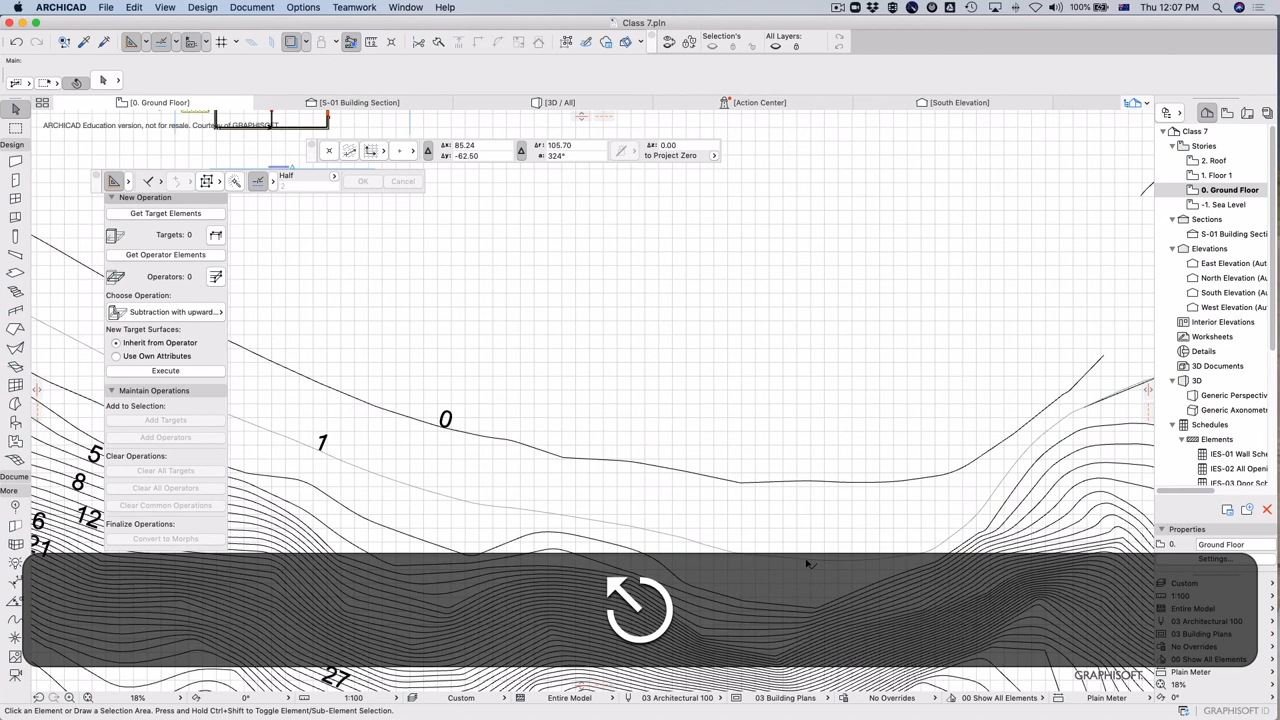 ARCHICAD File Edit View Design Document Options Teamwork Window Help 100% Thu 12:07 PM
Class 7.pln
Selection's
All Layers:
Main:
[0. Ground Floor] [S-01 Building Section] [3D / All] [Action Center] [South Elevation]
ARCHICAD Education version, not for resale. Courtesy of GRAPHISOFT.
Δx: 85.24 Δr: 105.70 Δz: 0.00
Δy: -62.50 a: 324° to Project Zero
Half
2
OK Cancel
New Operation
Get Target Elements
Targets: 0
Get Operator Elements
Operators: 0
Choose Operation:
Subtraction with upward...
New Target Surfaces:
Inherit from Operator
Use Own Attributes
Execute
Maintain Operations
Add to Selection:
Add Targets
Add Operators
Clear Operations:
Clear All Targets
Clear All Operators
Clear Common Operations
Finalize Operations:
Convert to Morphs
Design
Docume
More
0
1
5
8
12
6
21
27
Class 7
Stories
2. Roof
1. Floor 1
0. Ground Floor
-1. Sea Level
Sections
S-01 Building Secti
Elevations
East Elevation (Aut
North Elevation (Au
South Elevation (Au
West Elevation (Au
Interior Elevations
Worksheets
Details
3D Documents
3D
Generic Perspectiv
Generic Axonometr
Schedules
Elements
IES-01 Wall Sche
IES-02 All Openi
IES-03 Door Sch
Properties
0. Ground Floor
Settings...
Custom
1:100
Entire Model
03 Architectural 100
03 Building Plans
No Overrides
00 Show All Elements
Plain Meter
18%
0°
GRAPHISOFT
18% 0° 1:100 Custom Entire Model 03 Architectural 100 03 Building Plans No Overrides 00 Show All Elements Plain Meter
Click an Element or Draw a Selection Area. Press and Hold Ctrl+Shift to Toggle Element/Sub-Element Selection. GRAPHISOFT ID